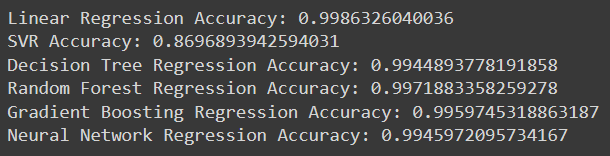 Linear Regression Accuracy: 0.9986326040036
SVR Accuracy: 0.8696893942594031
Decision Tree Regression Accuracy: 0.9944893778191858
Random Forest Regression Accuracy: 0.9971883358259278
Gradient Boosting Regression Accuracy: 0.9959745318863187
Neural Network Regression Accuracy: 0.9945972095734167